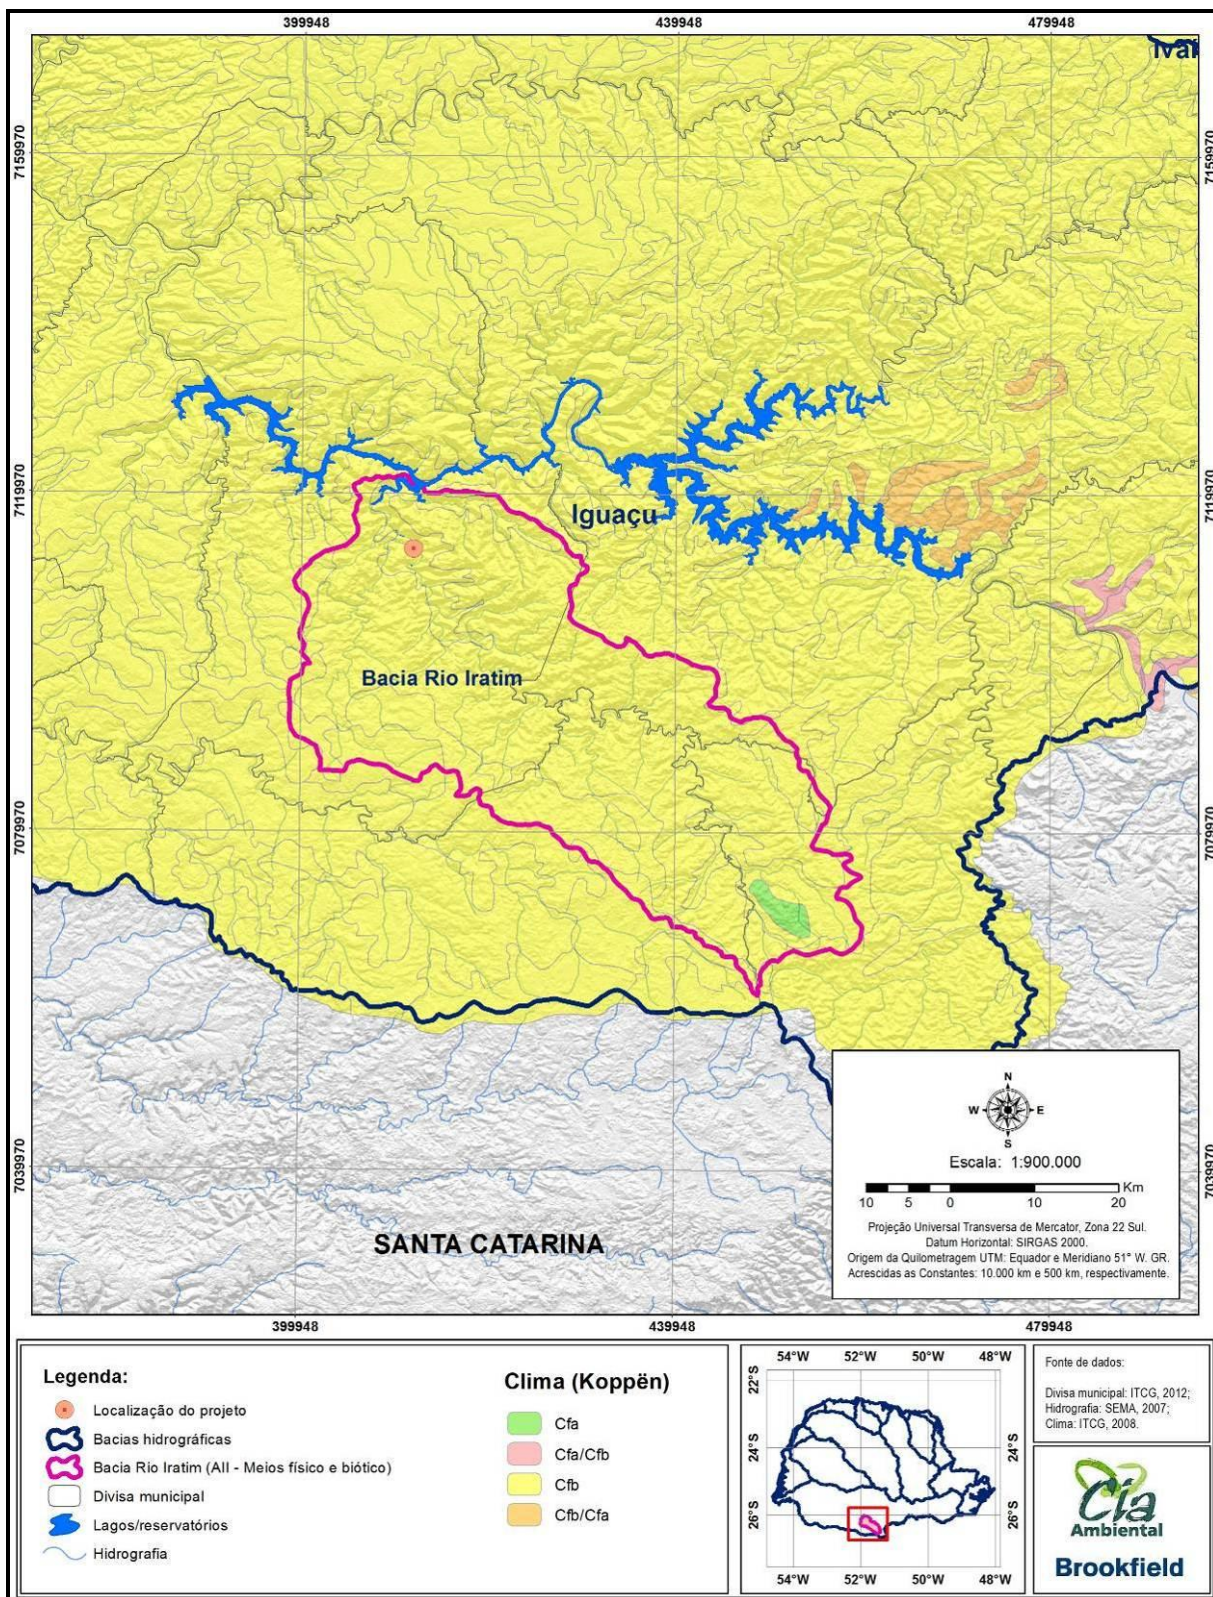 399948
439948
479948
Ivaí
7159970
7159970
7119970
7119970
Iguaçu
Bacia Rio Iratim
7079970
7079970
N
W
E
S
Escala: 1:900.000
10 5 0 10 20 Km
Projeção Universal Transversa de Mercator, Zona 22 Sul.
Datum Horizontal: SIRGAS 2000.
Origem da Quilometragem UTM: Equador e Meridiano 51° W. GR.
Acrescidas as Constantes: 10.000 km e 500 km, respectivamente.
7039970
7039970
SANTA CATARINA
399948
439948
479948
Legenda:
Localização do projeto
Bacias hidrográficas
Bacia Rio Iratim (AII - Meios físico e biótico)
Divisa municipal
Lagos/reservatórios
Hidrografia
Clima (Koppën)
Cfa
Cfa/Cfb
Cfb
Cfb/Cfa
54°W 52°W 50°W 48°W
22°S
24°S
24°S
26°S
26°S
54°W 52°W 50°W 48°W
Fonte de dados:
Divisa municipal: ITCG, 2012;
Hidrografia: SEMA, 2007;
Clima: ITCG, 2008.
Cia
Ambiental
Brookfield